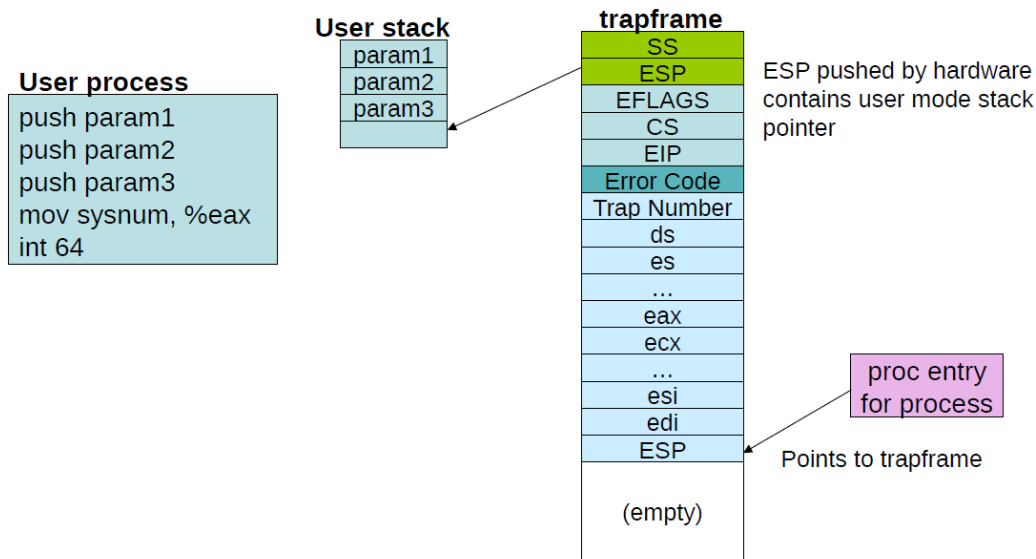 User process
push param1
push param2
push param3
mov sysnum, %eax
int 64
User stack
param1
param2
param3
trapframe
SS
ESP
EFLAGS
CS
EIP
Error Code
Trap Number
ds
es
...
eax
ecx
...
esi
edi
ESP
(empty)
ESP pushed by hardware
contains user mode stack
pointer
proc entry
for process
Points to trapframe